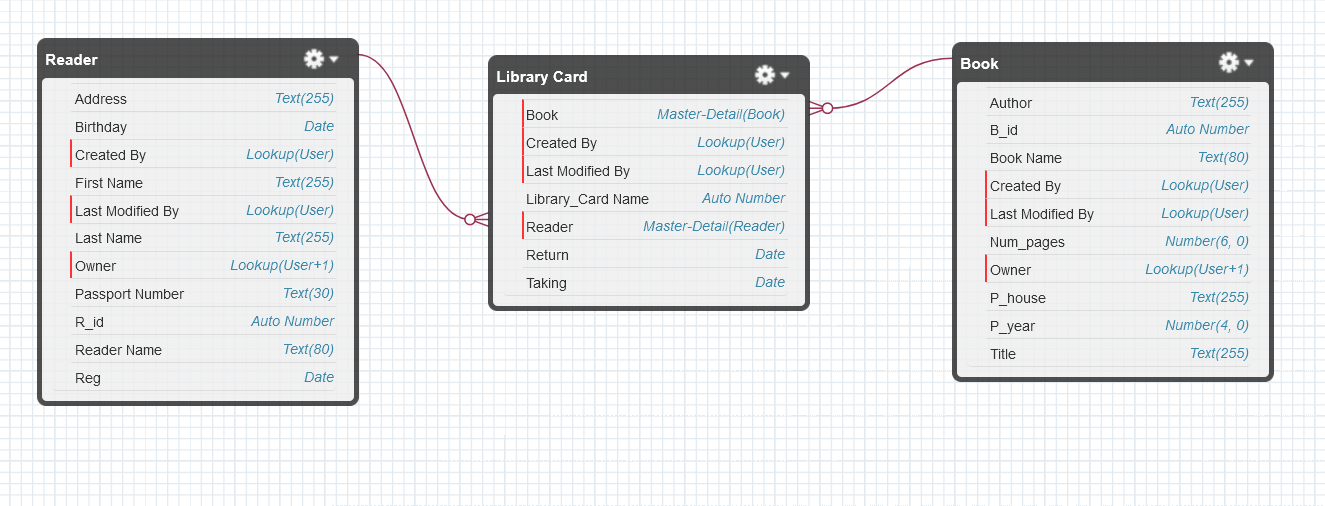 Reader
Address Text(255)
Birthday Date
Created By Lookup(User)
First Name Text(255)
Last Modified By Lookup(User)
Last Name Text(255)
Owner Lookup(User+1)
Passport Number Text(30)
R_id Auto Number
Reader Name Text(80)
Reg Date
Library Card
Book Master-Detail(Book)
Created By Lookup(User)
Last Modified By Lookup(User)
Library_Card Name Auto Number
Reader Master-Detail(Reader)
Return Date
Taking Date
Book
Author Text(255)
B_id Auto Number
Book Name Text(80)
Created By Lookup(User)
Last Modified By Lookup(User)
Num_pages Number(6, 0)
Owner Lookup(User+1)
P_house Text(255)
P_year Number(4, 0)
Title Text(255)